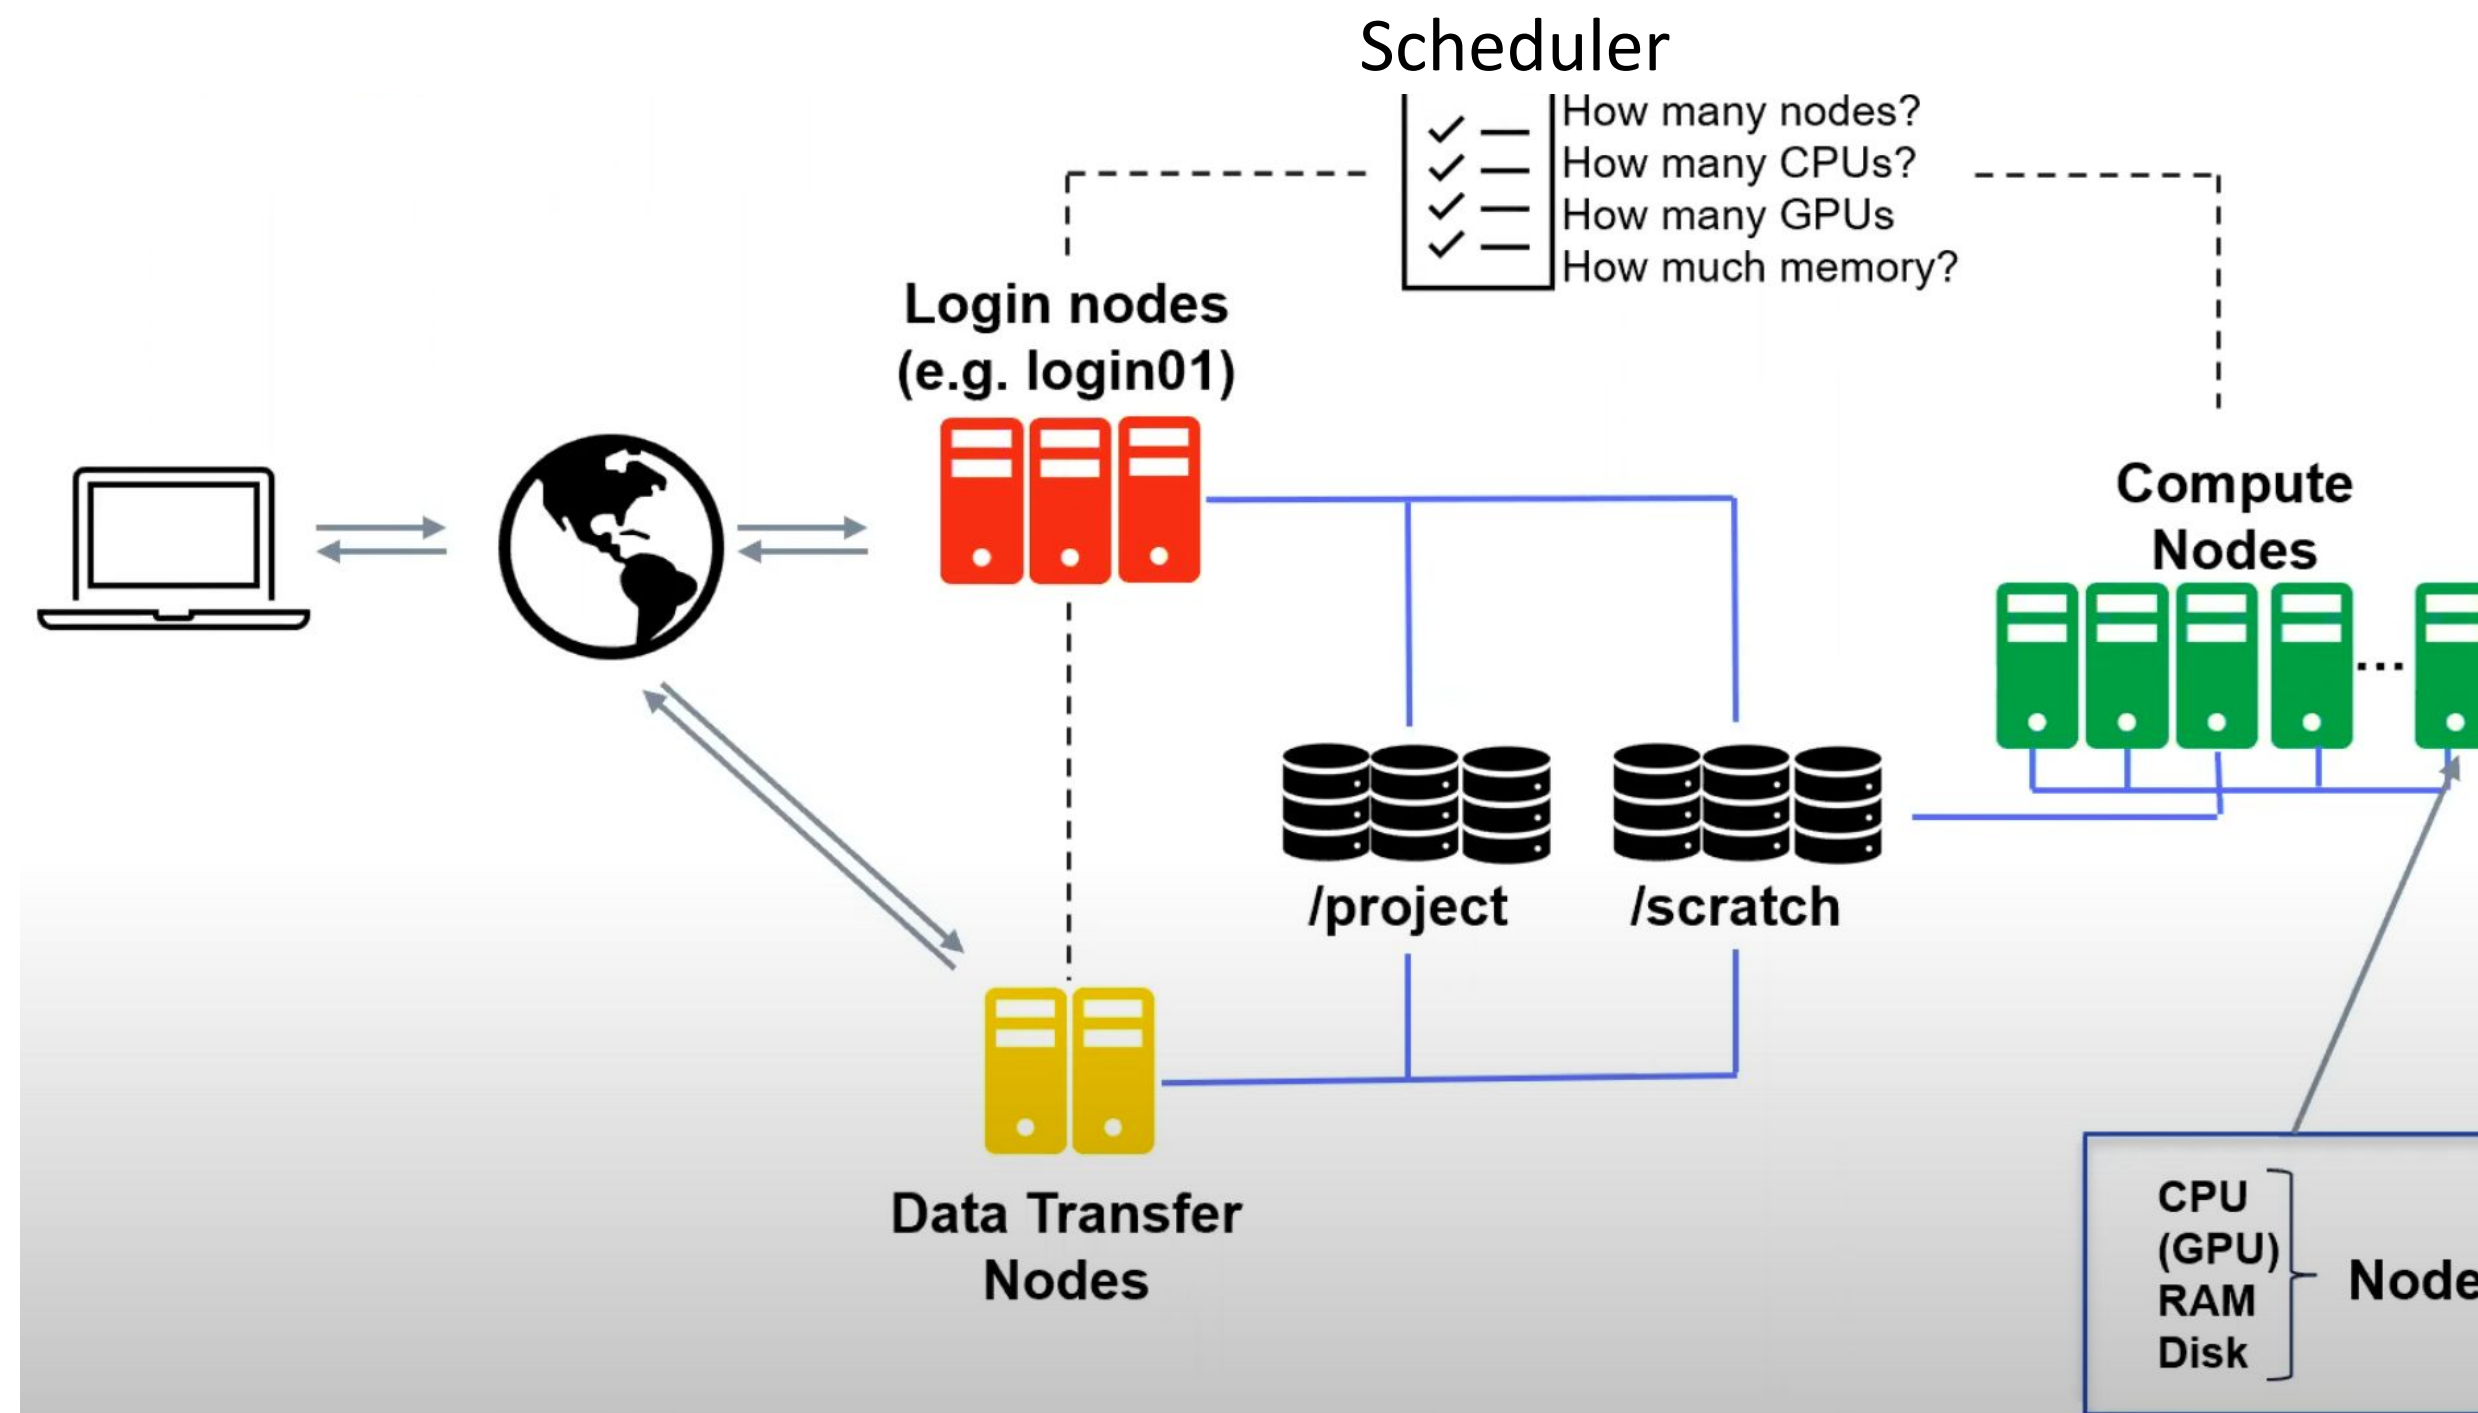 Scheduler
How many nodes?
How many CPUs?
How many GPUs
How much memory?
Login nodes
(e.g. login01)
Compute
Nodes
...
/project
/scratch
Data Transfer
Nodes
CPU
(GPU)
RAM
Disk
Node